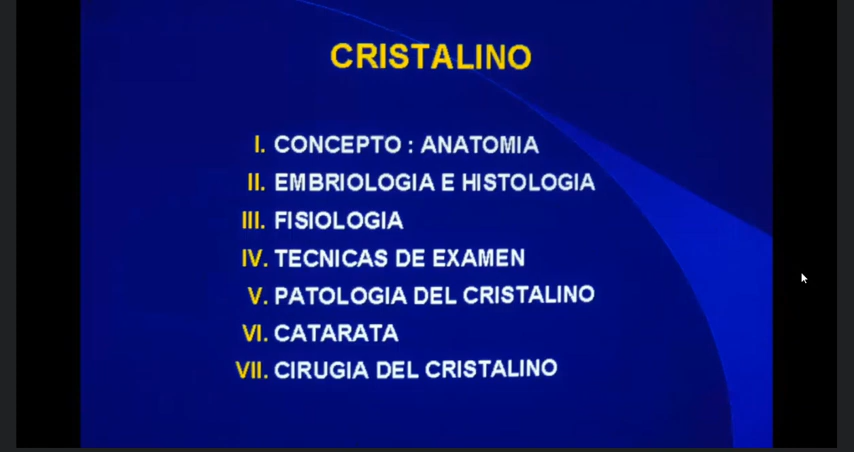 CRISTALINO
I. CONCEPTO : ANATOMIA
II. EMBRIOLOGIA E HISTOLOGIA
III. FISIOLOGIA
IV. TECNICAS DE EXAMEN
V. PATOLOGIA DEL CRISTALINO
VI. CATARATA
VII. CIRUGIA DEL CRISTALINO